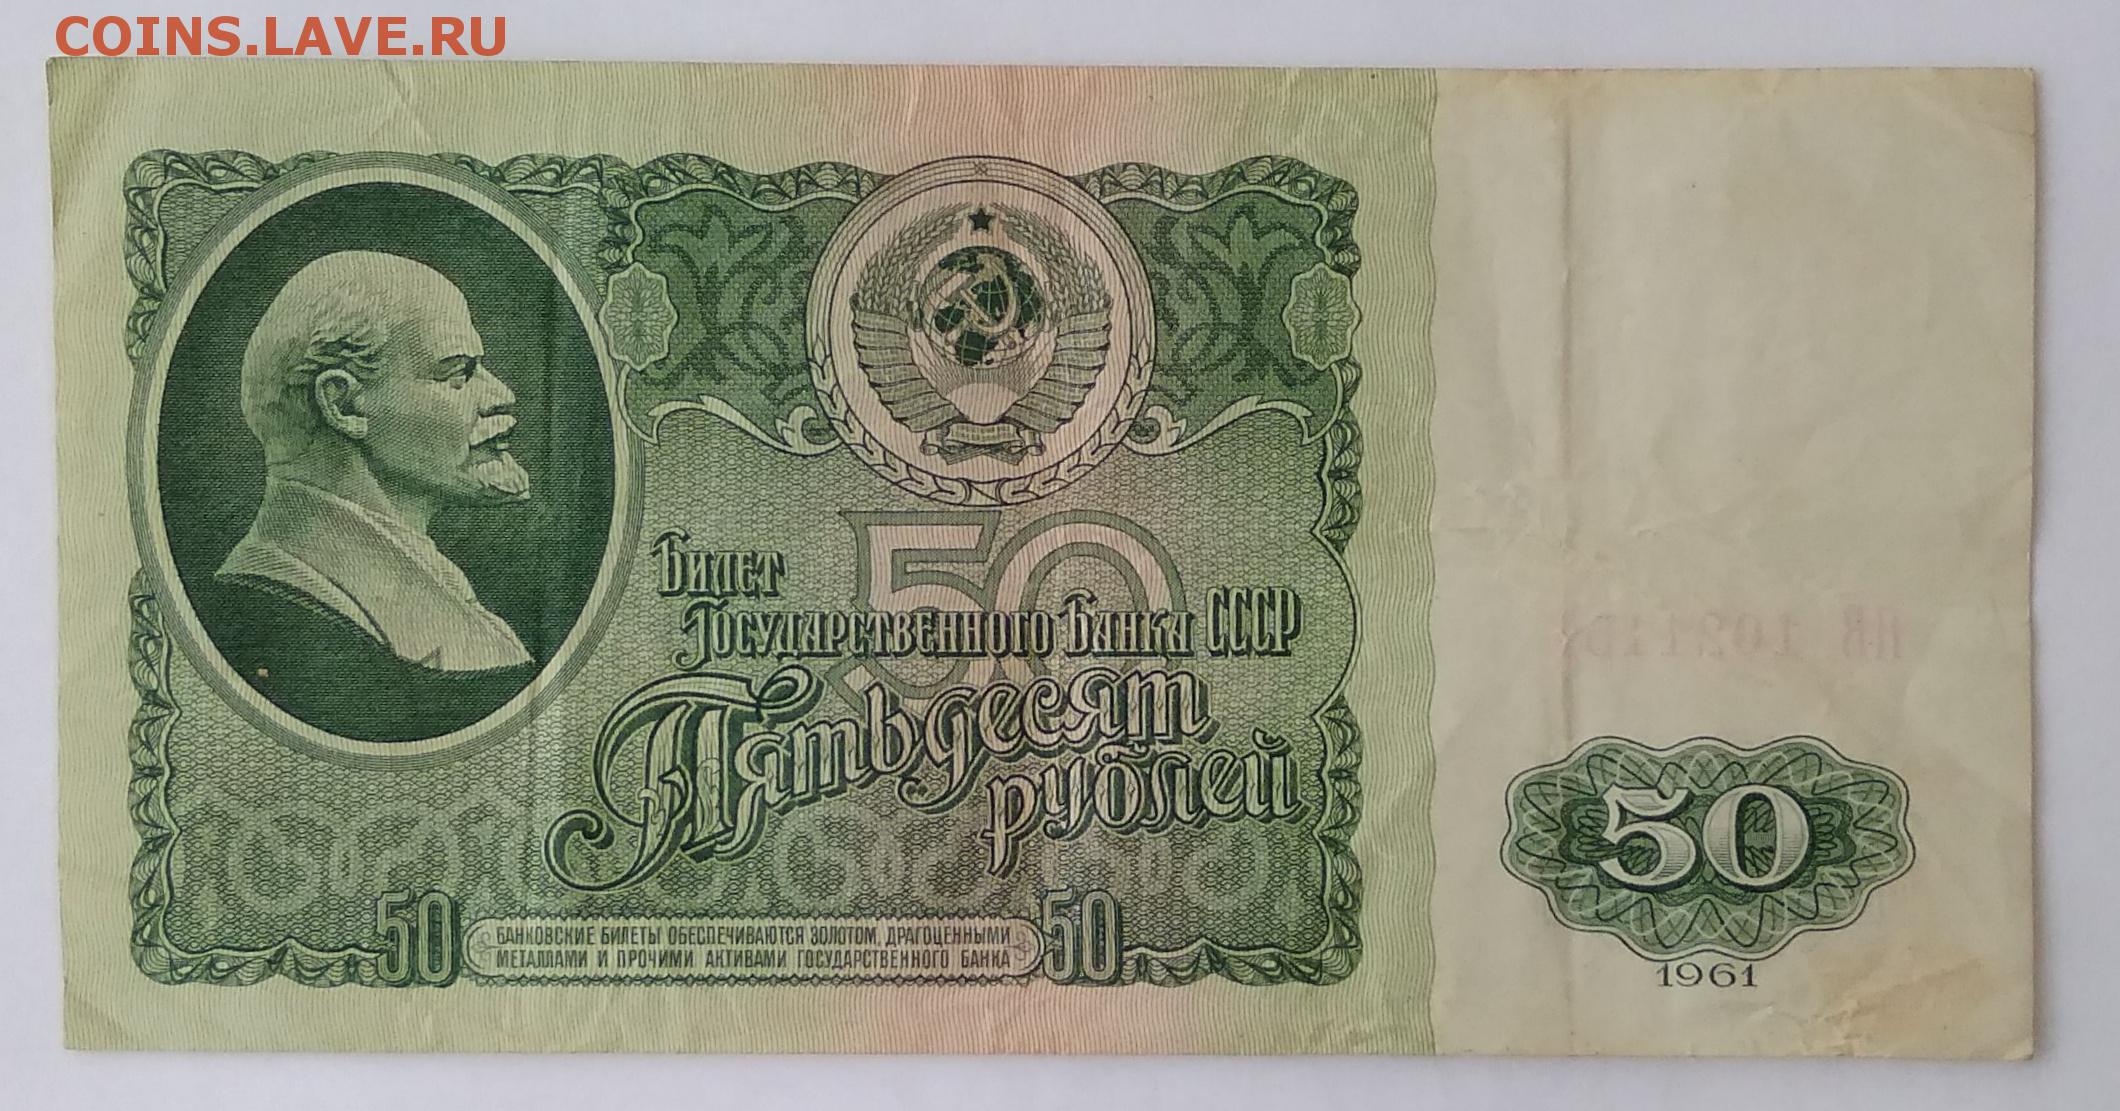 COINS.LAVE.RU
50
Билет
Государственного Банка СССР
Пятьдесят
рублей
50
50 БАНКОВСКИЕ БИЛЕТЫ ОБЕСПЕЧИВАЮТСЯ ЗОЛОТОМ, ДРАГОЦЕННЫМИ 50
МЕТАЛЛАМИ И ПРОЧИМИ АКТИВАМИ ГОСУДАРСТВЕННОГО БАНКА
1961